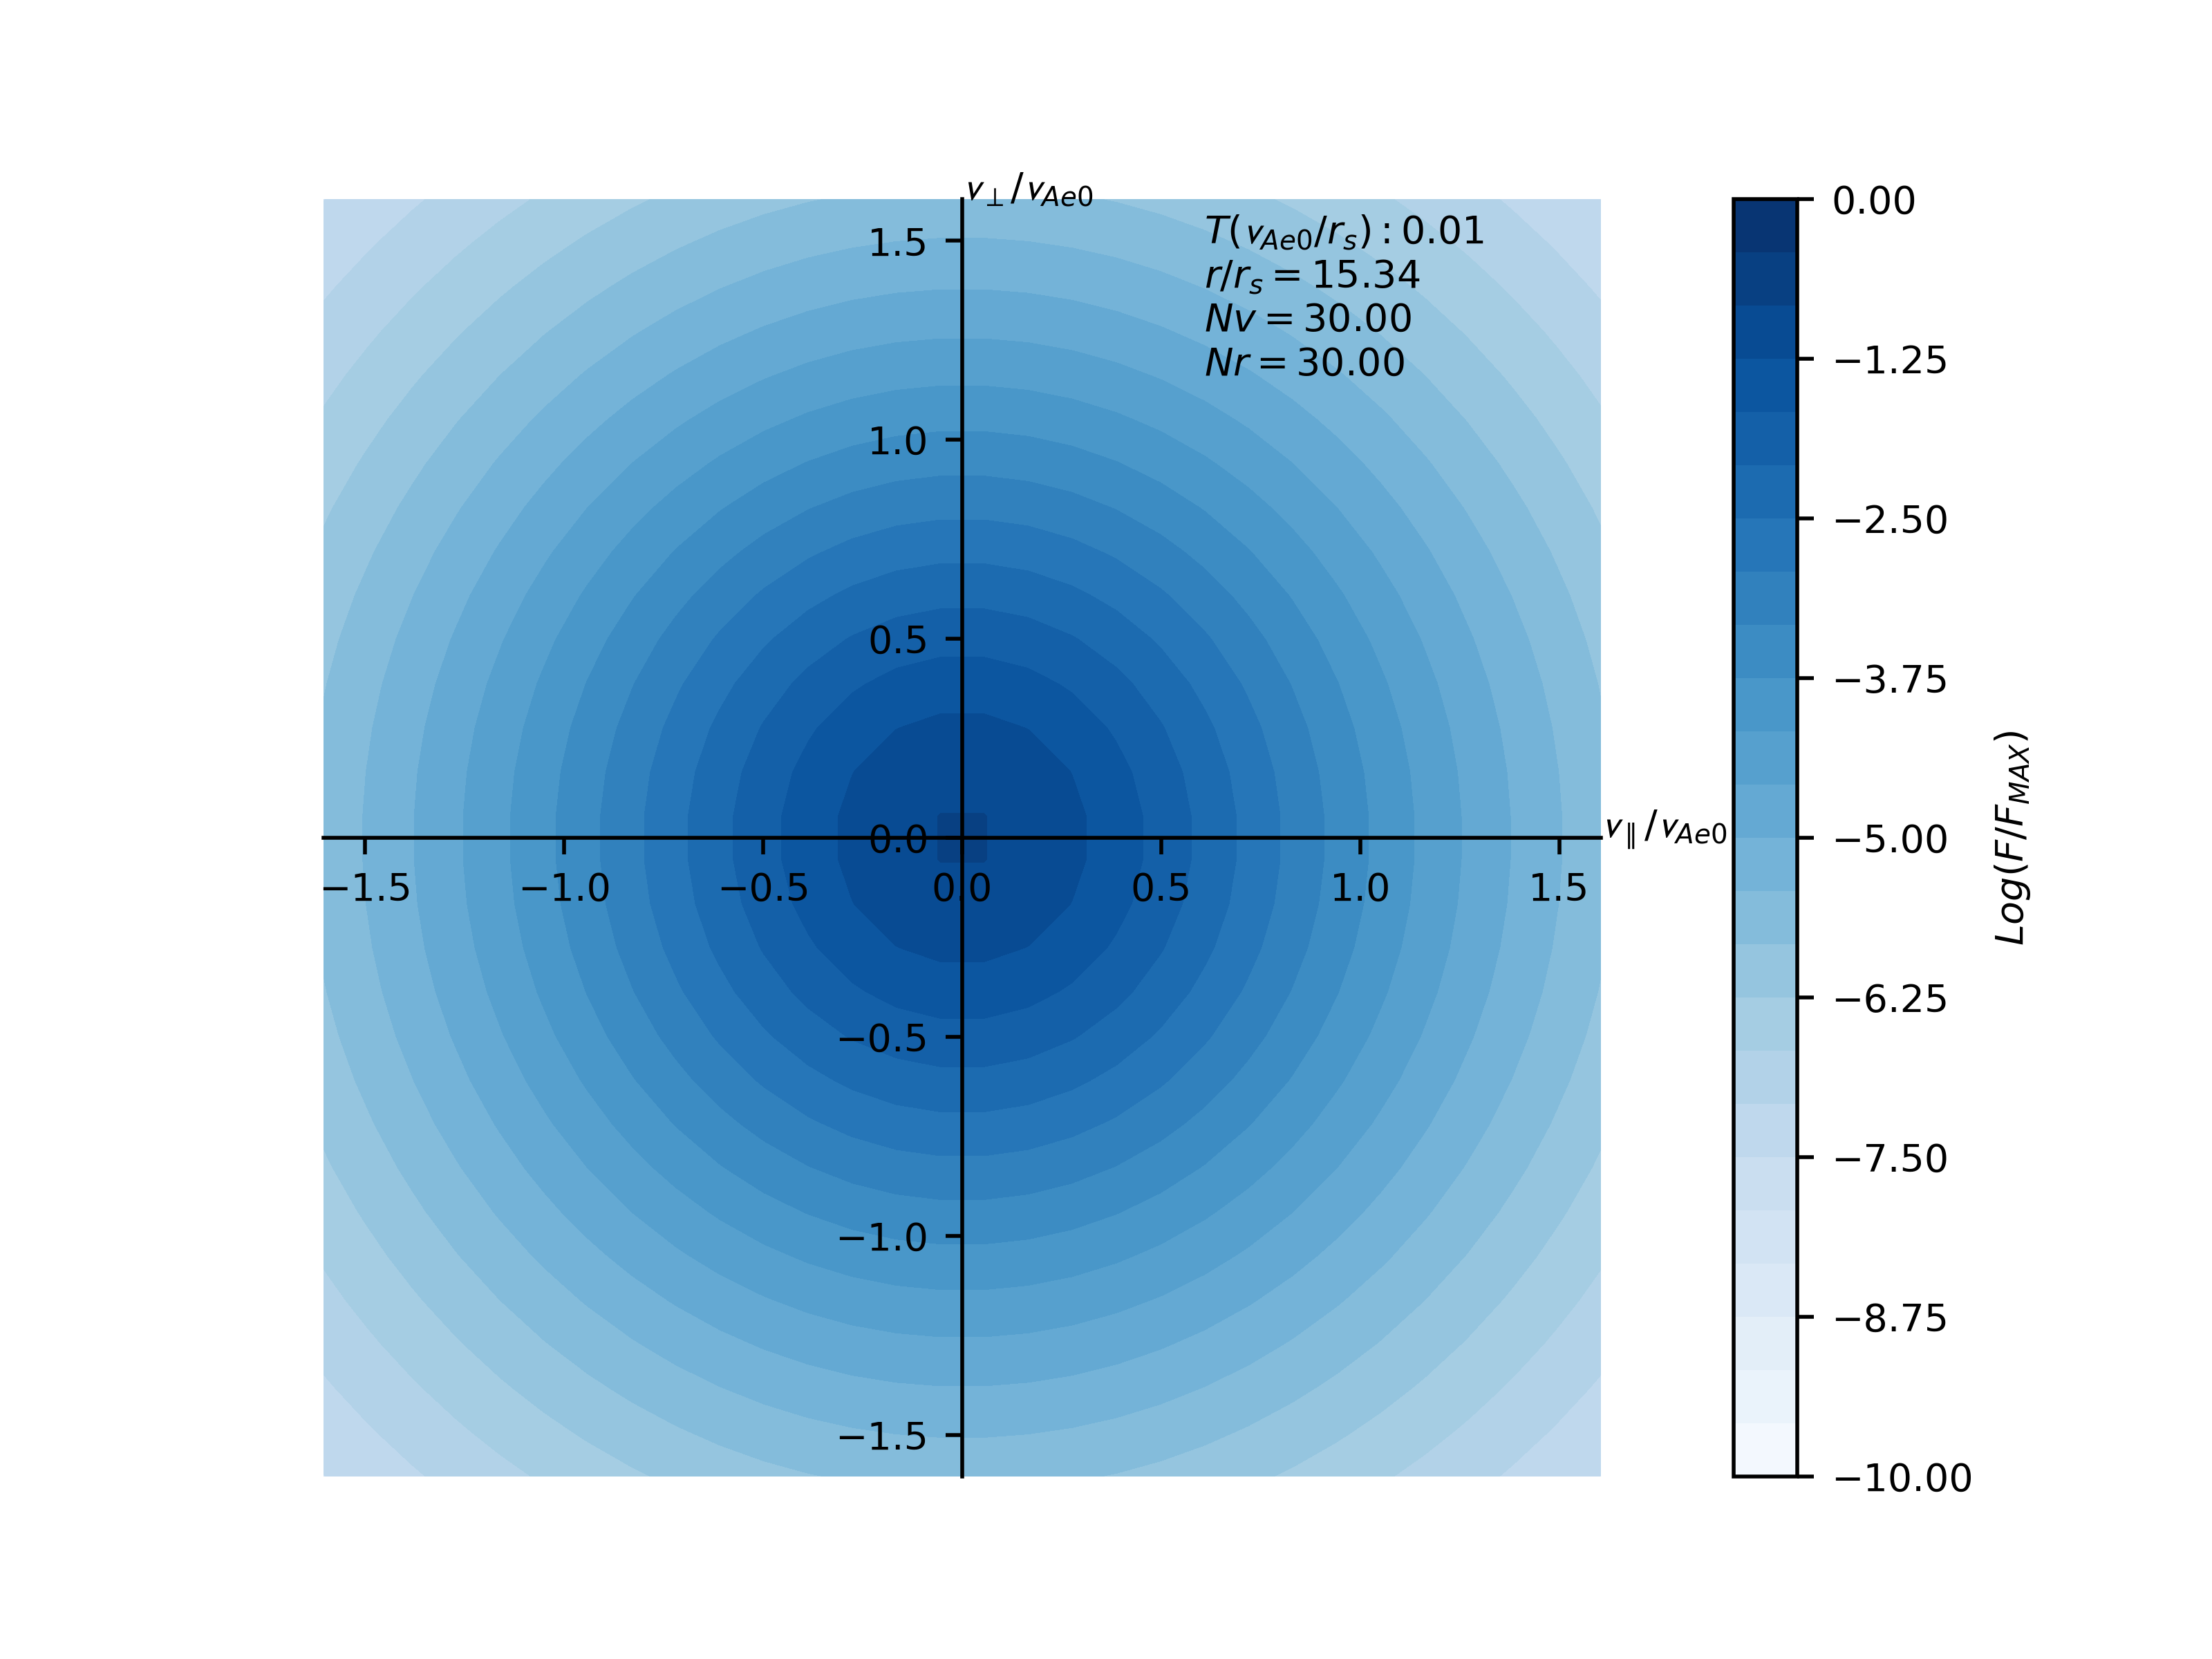 v⊥/vAe0
T(vAe0/rs):0.01
r/rs=15.34
Nv=30.00
Nr=30.00
1.5
1.0
0.5
0.0
−0.5
−1.0
−1.5
−1.5 −1.0 −0.5 0.0 0.5 1.0 1.5
v∥/vAe0
0.00
−1.25
−2.50
−3.75
−5.00
−6.25
−7.50
−8.75
−10.00
Log(F/FMAX)